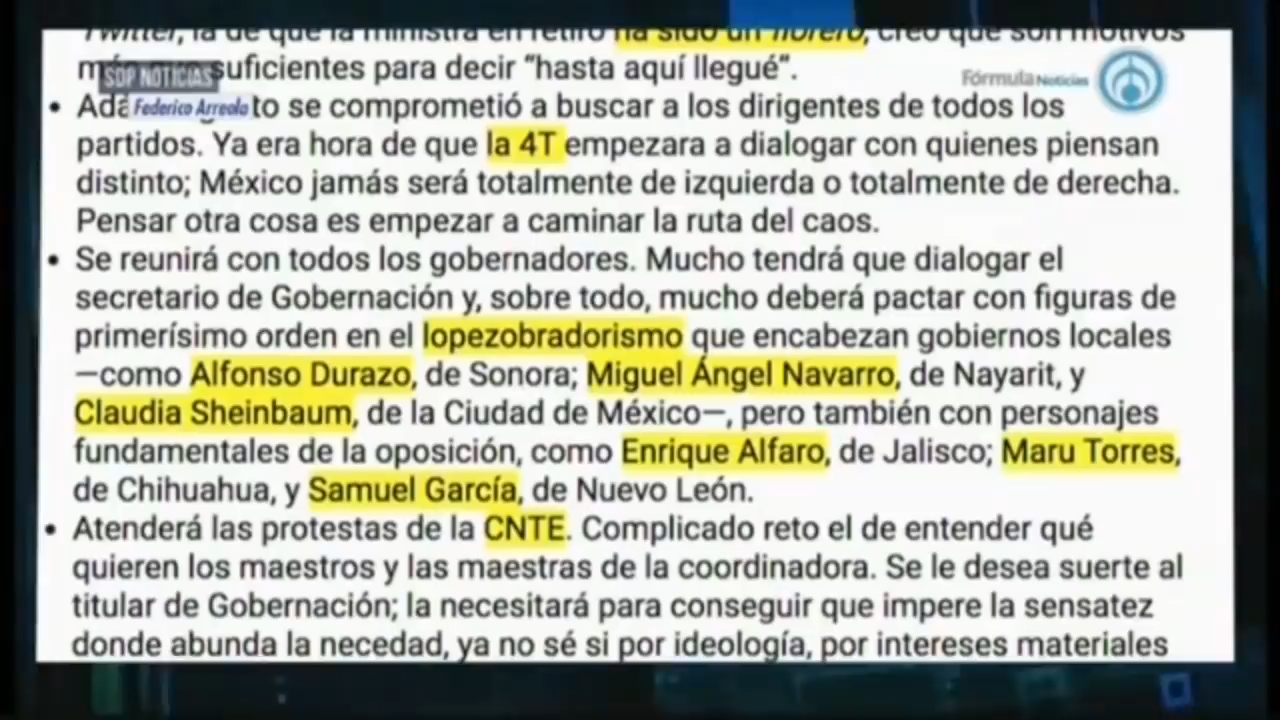 Twitter, la de que la ministra en retiro ha sido un florero, creo que son motivos
suficientes para decir “hasta aquí llegué”.
SDP NOTICIAS
Fórmula Noticias
Federico Arreola
• to se comprometió a buscar a los dirigentes de todos los
partidos. Ya era hora de que la 4T empezara a dialogar con quienes piensan
distinto; México jamás será totalmente de izquierda o totalmente de derecha.
Pensar otra cosa es empezar a caminar la ruta del caos.
• Se reunirá con todos los gobernadores. Mucho tendrá que dialogar el
secretario de Gobernación y, sobre todo, mucho deberá pactar con figuras de
primerísimo orden en el lopezobradorismo que encabezan gobiernos locales
—como Alfonso Durazo, de Sonora; Miguel Ángel Navarro, de Nayarit, y
Claudia Sheinbaum, de la Ciudad de México—, pero también con personajes
fundamentales de la oposición, como Enrique Alfaro, de Jalisco; Maru Torres,
de Chihuahua, y Samuel García, de Nuevo León.
• Atenderá las protestas de la CNTE. Complicado reto el de entender qué
quieren los maestros y las maestras de la coordinadora. Se le desea suerte al
titular de Gobernación; la necesitará para conseguir que impere la sensatez
donde abunda la necedad, ya no sé si por ideología, por intereses materiales